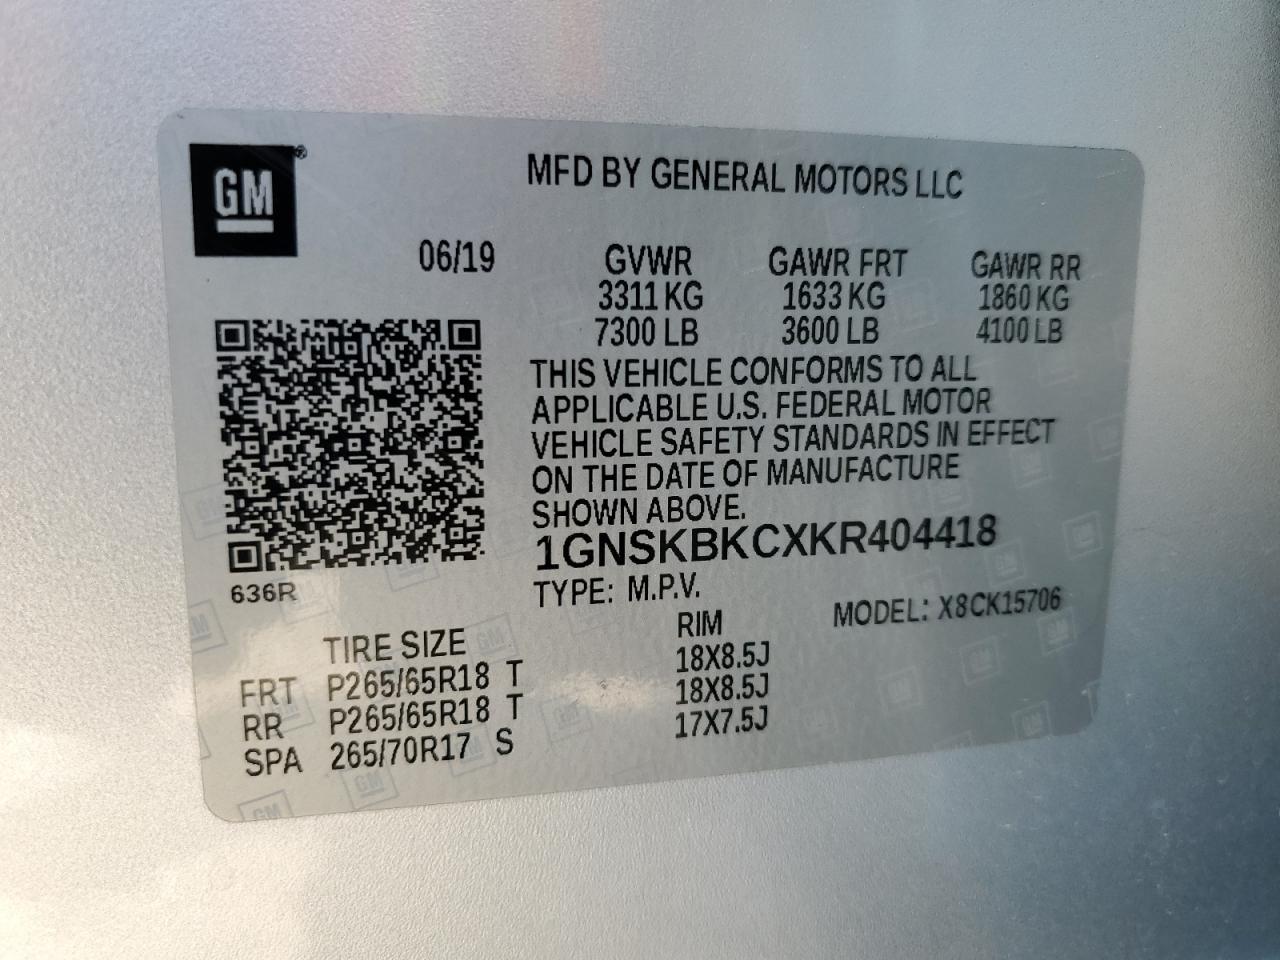 GM®
MFD BY GENERAL MOTORS LLC
06/19 GVWR GAWR FRT GAWR RR
3311 KG 1633 KG 1860 KG
7300 LB 3600 LB 4100 LB
THIS VEHICLE CONFORMS TO ALL
APPLICABLE U.S. FEDERAL MOTOR
VEHICLE SAFETY STANDARDS IN EFFECT
ON THE DATE OF MANUFACTURE
SHOWN ABOVE.
1GNSKBKCXKR404418
636R
TYPE: M.P.V. MODEL: X8CK15706
TIRE SIZE RIM
FRT P265/65R18 T 18X8.5J
RR P265/65R18 T 18X8.5J
SPA 265/70R17 S 17X7.5J